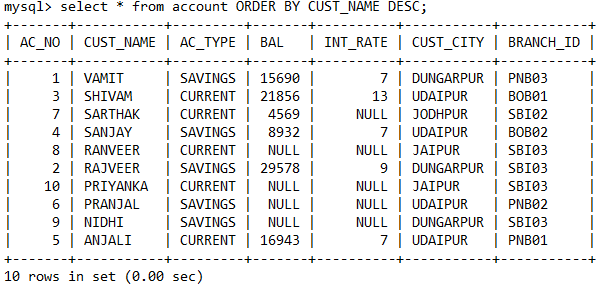 mysql> select * from account ORDER BY CUST_NAME DESC;
+-------+-----------+---------+-------+----------+-----------+-----------+
| AC_NO | CUST_NAME | AC_TYPE | BAL   | INT_RATE | CUST_CITY | BRANCH_ID |
+-------+-----------+---------+-------+----------+-----------+-----------+
|     1 | VAMIT     | SAVINGS | 15690 |        7 | DUNGARPUR | PNB03     |
|     3 | SHIVAM    | CURRENT | 21856 |       13 | UDAIPUR   | BOB01     |
|     7 | SARTHAK   | CURRENT |  4569 |     NULL | JODHPUR   | SBI02     |
|     4 | SANJAY    | SAVINGS |  8932 |        7 | UDAIPUR   | BOB02     |
|     8 | RANVEER   | CURRENT |  NULL |     NULL | JAIPUR    | SBI03     |
|     2 | RAJVEER   | SAVINGS | 29578 |        9 | DUNGARPUR | SBI03     |
|    10 | PRIYANKA  | CURRENT |  NULL |     NULL | JAIPUR    | SBI03     |
|     6 | PRANJAL   | SAVINGS |  NULL |     NULL | UDAIPUR   | PNB02     |
|     9 | NIDHI     | SAVINGS |  NULL |     NULL | DUNGARPUR | SBI03     |
|     5 | ANJALI    | CURRENT | 16943 |        7 | UDAIPUR   | PNB01     |
+-------+-----------+---------+-------+----------+-----------+-----------+
10 rows in set (0.00 sec)